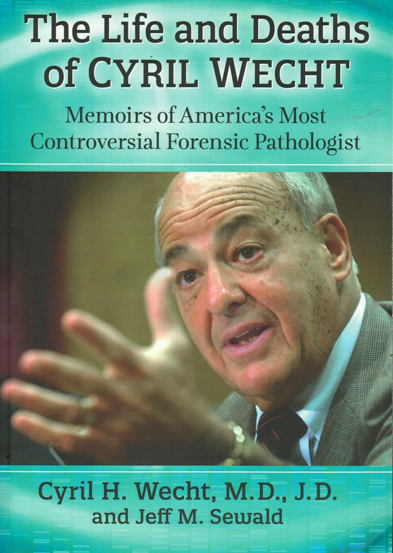 The Life and Deaths
of CYRIL WECHT
Memoirs of America's Most
Controversial Forensic Pathologist
Cyril H. Wecht, M.D., J.D.
and Jeff M. Sewald